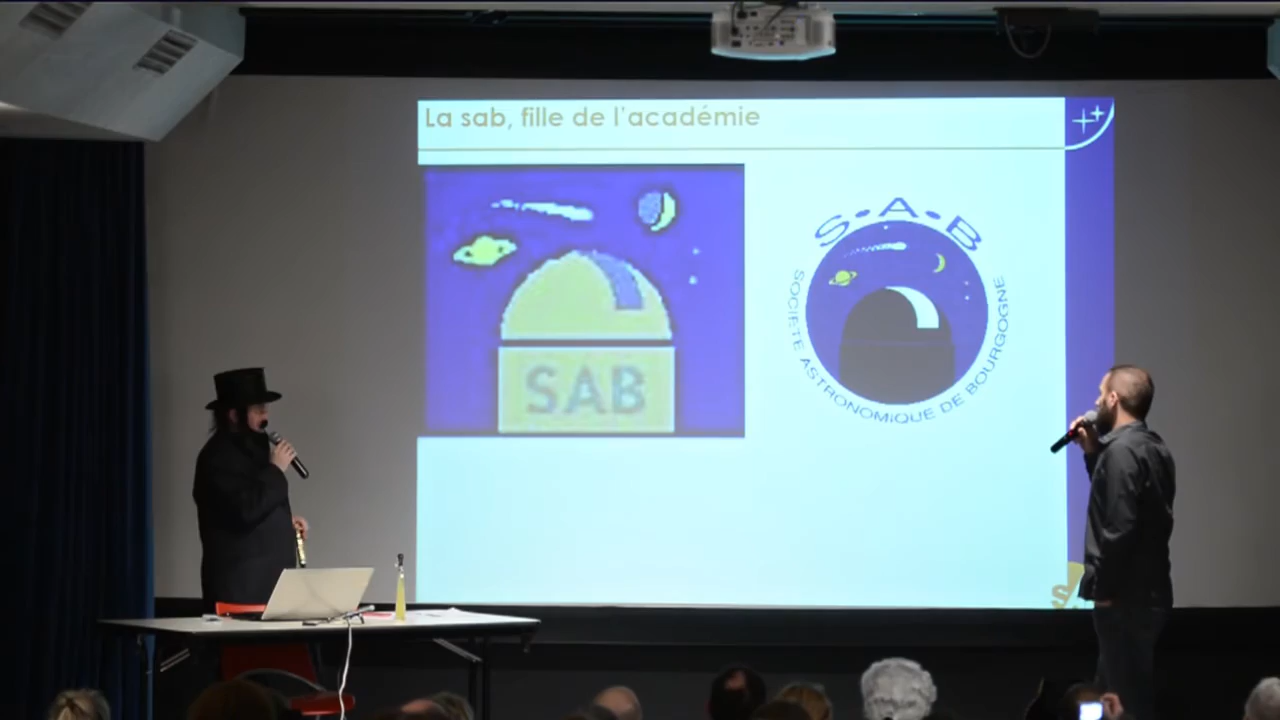 La sab, fille de l'académie
SAB
S•A•B
SOCIETE ASTRONOMIQUE DE BOURGOGNE